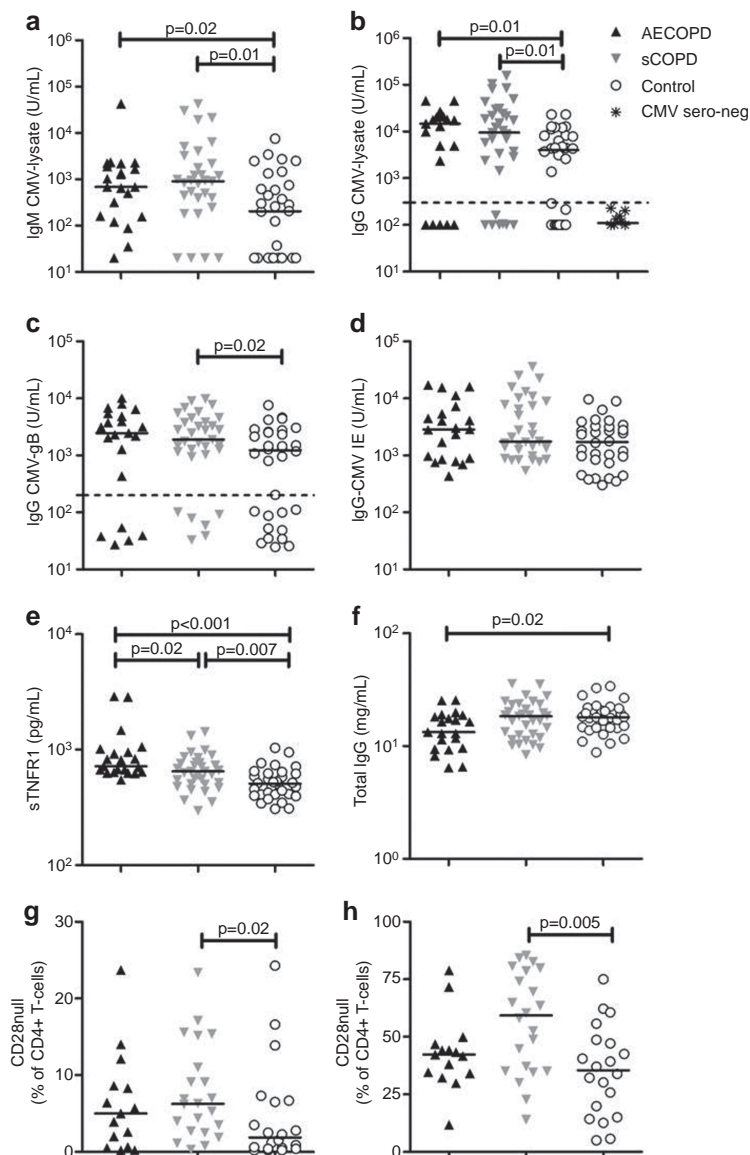 a
p=0.02
p=0.01
IgM CMV-lysate (U/mL)
10⁶
10⁵
10⁴
10³
10²
10¹
b
p=0.01
p=0.01
IgG CMV-lysate (U/mL)
10⁶
10⁵
10⁴
10³
10²
10¹
AECOPD
sCOPD
Control
CMV sero-neg
c
p=0.02
IgG CMV-gB (U/mL)
10⁵
10⁴
10³
10²
10¹
d
IgG-CMV IE (U/mL)
10⁵
10⁴
10³
10²
10¹
e
p<0.001
p=0.02
p=0.007
sTNFR1 (pg/mL)
10⁴
10³
10²
f
p=0.02
Total IgG (mg/mL)
10²
10¹
10⁰
g
p=0.02
CD28null
(% of CD4+ T-cells)
30
20
10
0
h
p=0.005
CD28null
(% of CD4+ T-cells)
100
75
50
25
0